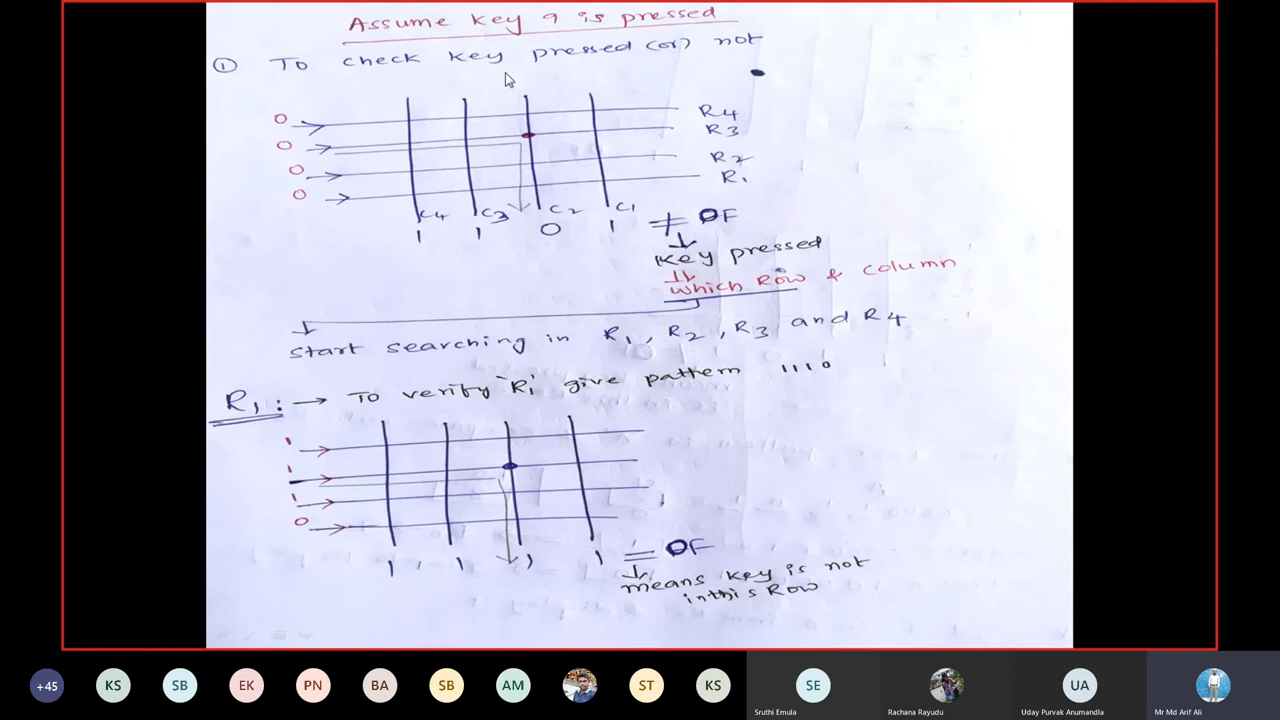 Assume key 9 is pressed
① To check key pressed (or) not
0 R4
0 R3
0 R2
0 R1
C4 C3 C2 C1
1 1 0 1 ≠ 0F
↓
key pressed
⇓
which Row & column
start searching in R1, R2, R3 and R4
R1: → To verify 'R1' give pattern 1110
1
1
1
0
1 1 1 1 = 0F
↓
means key is not
in this Row
+45 KS SB EK PN BA SB AM ST KS SE UA
Sruthi Emula Rachana Rayudu Uday Purvak Anumandla Mr Md Arif Ali